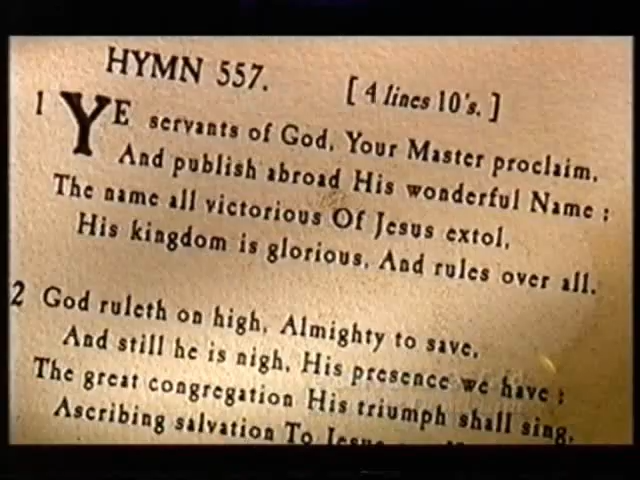 HYMN 557.
[ 4 lines 10's. ]
1 YE servants of God, Your Master proclaim,
And publish abroad His wonderful Name ;
The name all victorious Of Jesus extol,
His kingdom is glorious, And rules over all.
2 God ruleth on high, Almighty to save,
And still he is nigh, His presence we have ;
The great congregation His triumph shall sing,
Ascribing salvation To Jesus